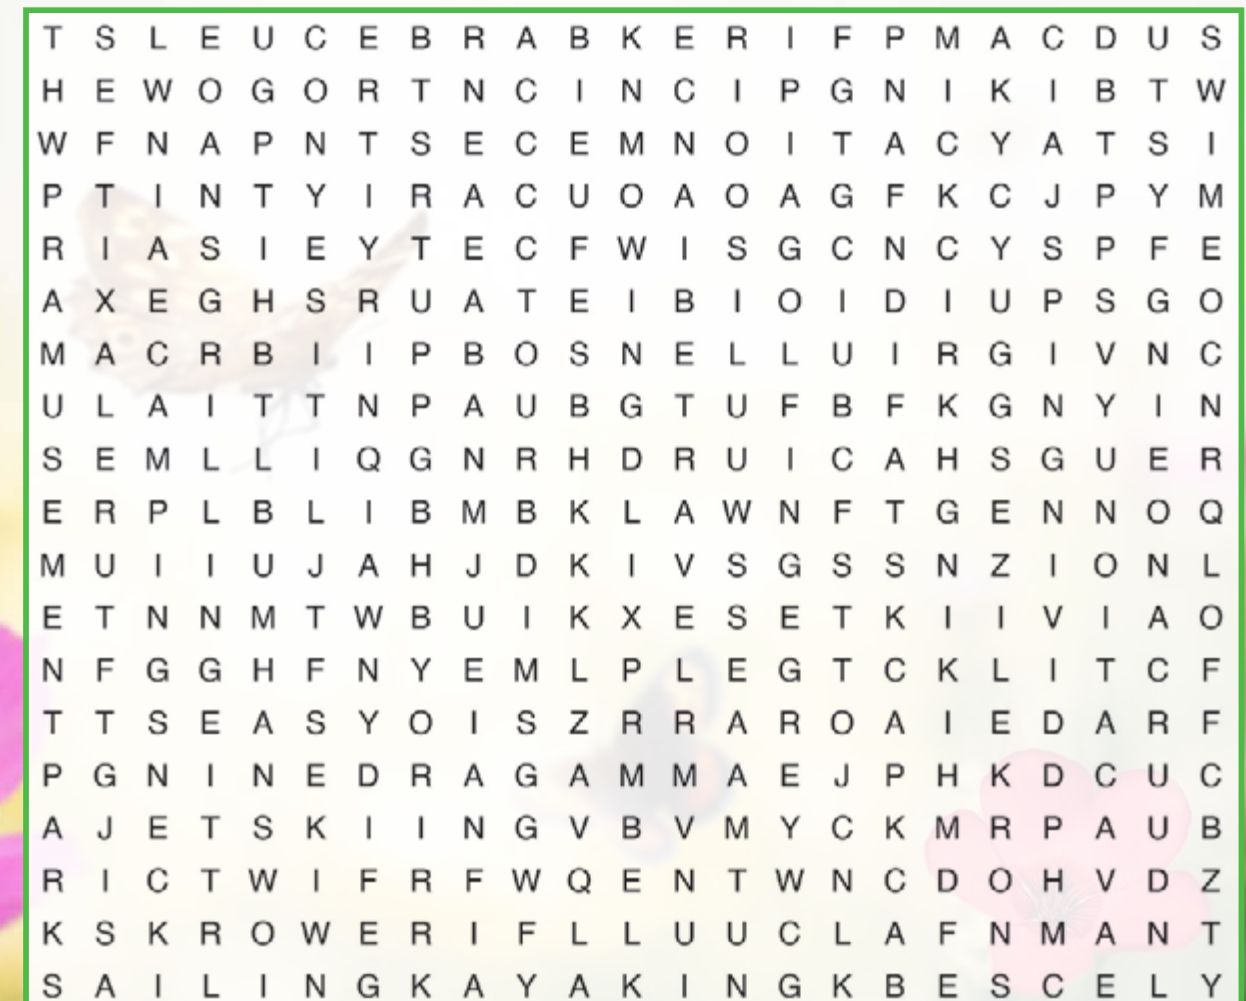 T S L E U C E B R A B K E R I F P M A C D U S
H E W O G O R T N C I N C I P G N I K I B T W
W F N A P N T S E C E M N O I T A C Y A T S I
P T I N T Y I R A C U O A O A G F K C J P Y M
R I A S I E Y T E C F W I S G C N C Y S P F E
A X E G H S R U A T E I B I O I D I U P S G O
M A C R B I I P B O S N E L L U I R G I V N C
U L A I T T N P A U B G T U F B F K G N Y I N
S E M L L I Q G N R H D R U I C A H S G U E R
E R P L B L I B M B K L A W N F T G E N N O Q
M U I I U J A H J D K I V S G S S N Z I O N L
E T N N M T W B U I K X E S E T K I I V I A O
N F G G H F N Y E M L P L E G T C K L I T C F
T T S E A S Y O I S Z R R A R O A I E D A R F
P G N I N E D R A G A M M A E J P H K D C U C
A J E T S K I I N G V B V M Y C K M R P A U B
R I C T W I F R F W Q E N T W N C D O H V D Z
K S K R O W E R I F L L U U C L A F N M A N T
S A I L I N G K A Y A K I N G K B E S C E L Y